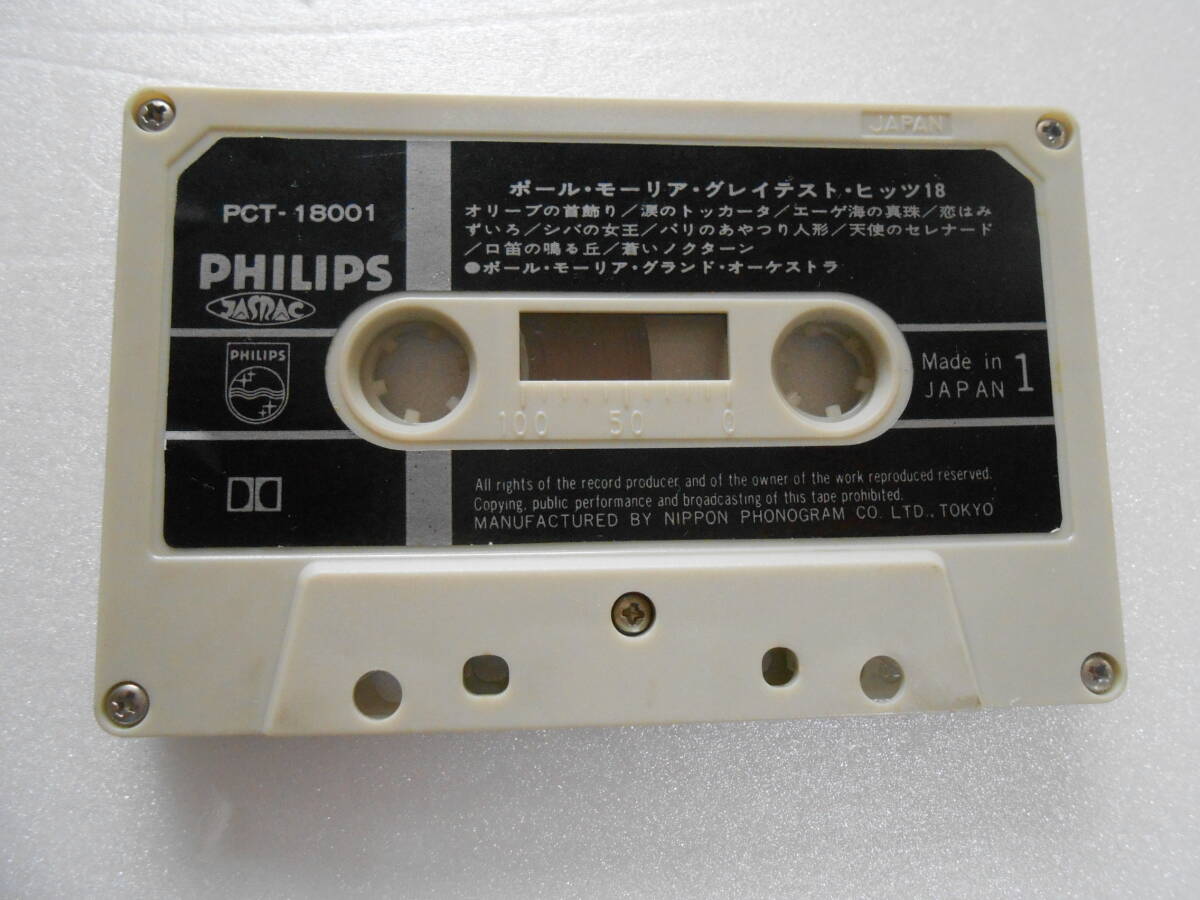 JAPAN
PCT-18001
PHILIPS
JASRAC
ポール・モーリア・グレイテスト・ヒッツ18
オリーブの首飾り/涙のトッカータ/エーゲ海の真珠/恋はみ
ずいろ/シバの女王/パリのあやつり人形/天使のセレナード
/口笛の鳴る丘/蒼いノクターン
●ポール・モーリア・グランド・オーケストラ
PHILIPS
100 50 0
Made in
JAPAN 1
All rights of the record producer and of the owner of the work reproduced reserved.
Copying, public performance and broadcasting of this tape prohibited.
MANUFACTURED BY NIPPON PHONOGRAM CO. LTD., TOKYO